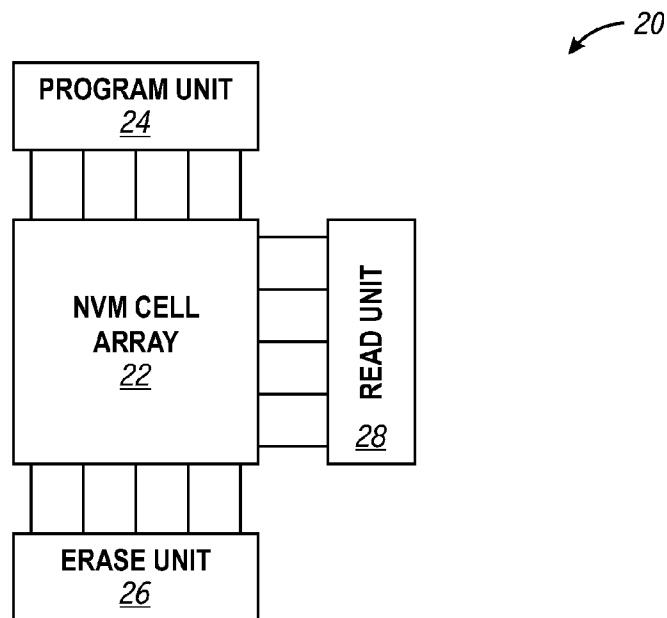 20
PROGRAM UNIT
24
NVM CELL
ARRAY
22
READ UNIT
28
ERASE UNIT
26